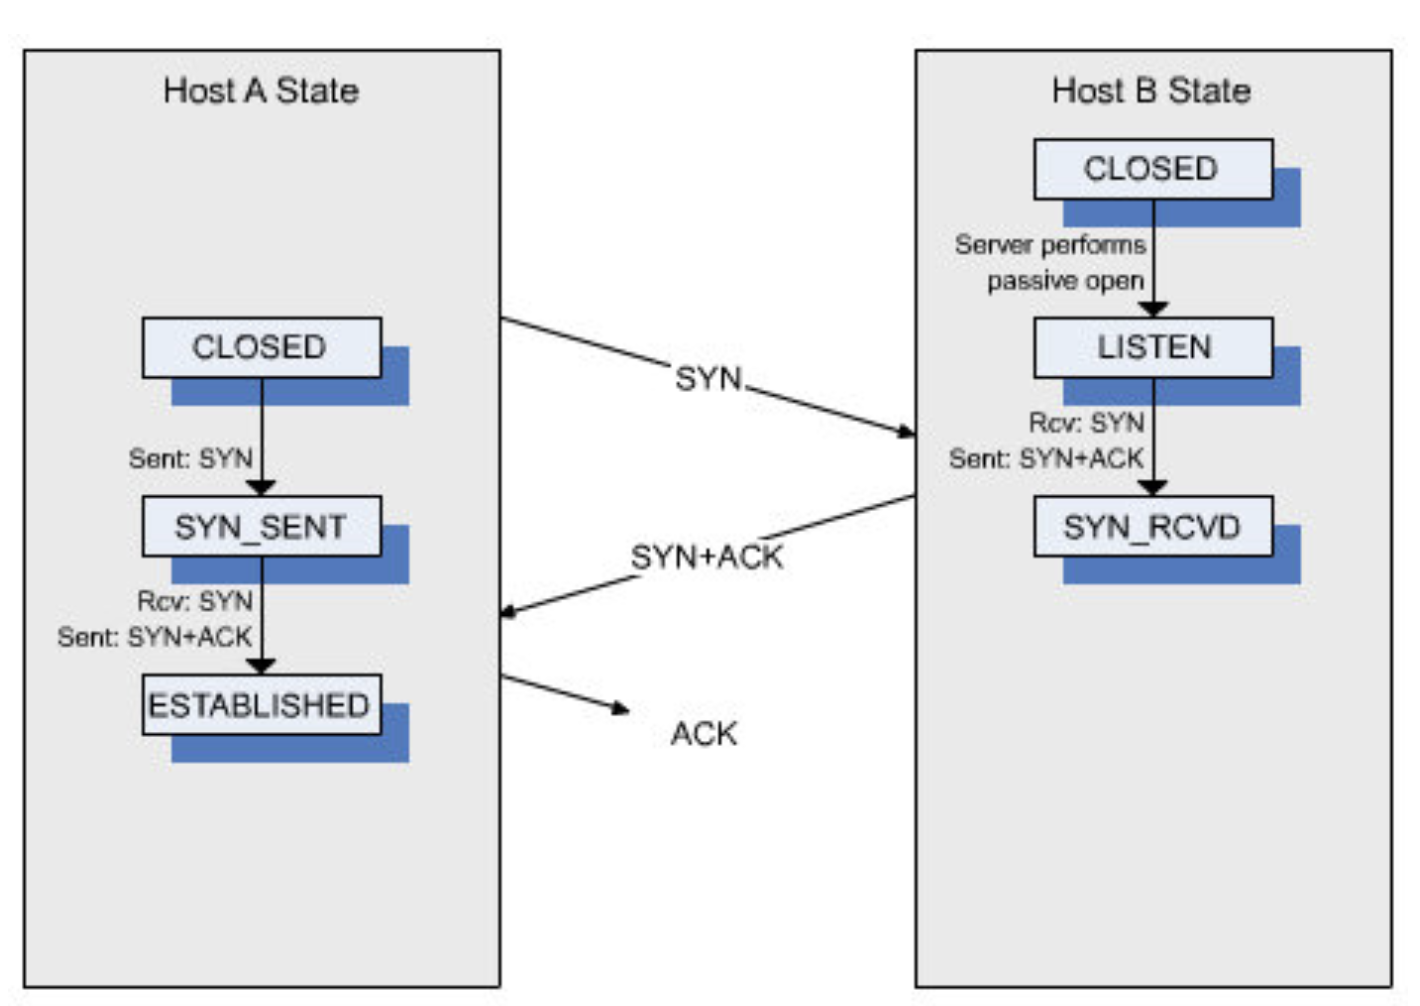 Host A State
CLOSED
Sent: SYN
SYN_SENT
Rcv: SYN
Sent: SYN+ACK
ESTABLISHED
SYN
SYN+ACK
ACK
Host B State
CLOSED
Server performs
passive open
LISTEN
Rcv: SYN
Sent: SYN+ACK
SYN_RCVD